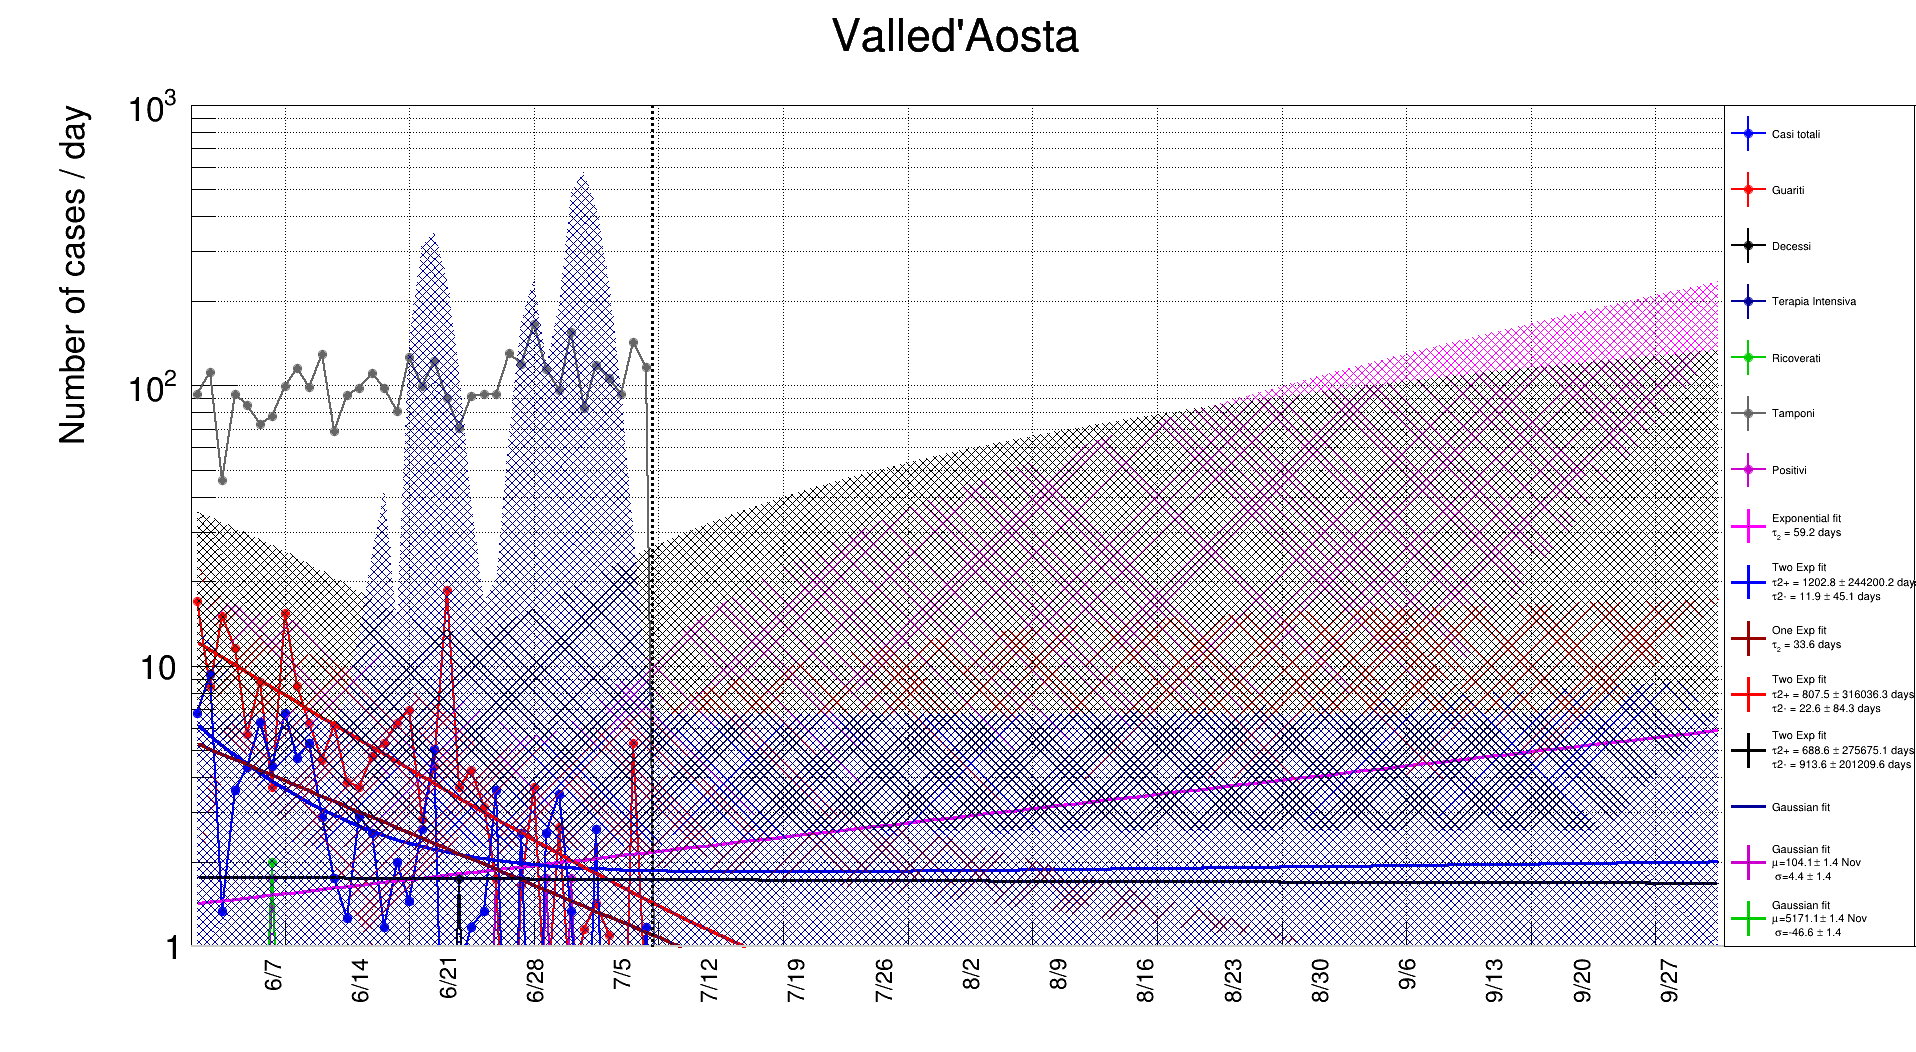 Valled'Aosta
Number of cases / day
10³
10²
10
1
6/7
6/14
6/21
6/28
7/5
7/12
7/19
7/26
8/2
8/9
8/16
8/23
8/30
9/6
9/13
9/20
9/27
Casi totali
Guariti
Decessi
Terapia Intensiva
Ricoverati
Tamponi
Positivi
Exponential fit
τ₂ = 59.2 days
Two Exp fit
τ2+ = 1202.8 ± 244200.2 day
τ2- = 11.9 ± 45.1 days
One Exp fit
τ₂ = 33.6 days
Two Exp fit
τ2+ = 807.5 ± 316036.3 days
τ2- = 22.6 ± 84.3 days
Two Exp fit
τ2+ = 688.6 ± 275675.1 days
τ2- = 913.6 ± 201209.6 days
Gaussian fit
Gaussian fit
μ=104.1± 1.4 Nov
σ=4.4 ± 1.4
Gaussian fit
μ=5171.1± 1.4 Nov
σ=-46.6 ± 1.4